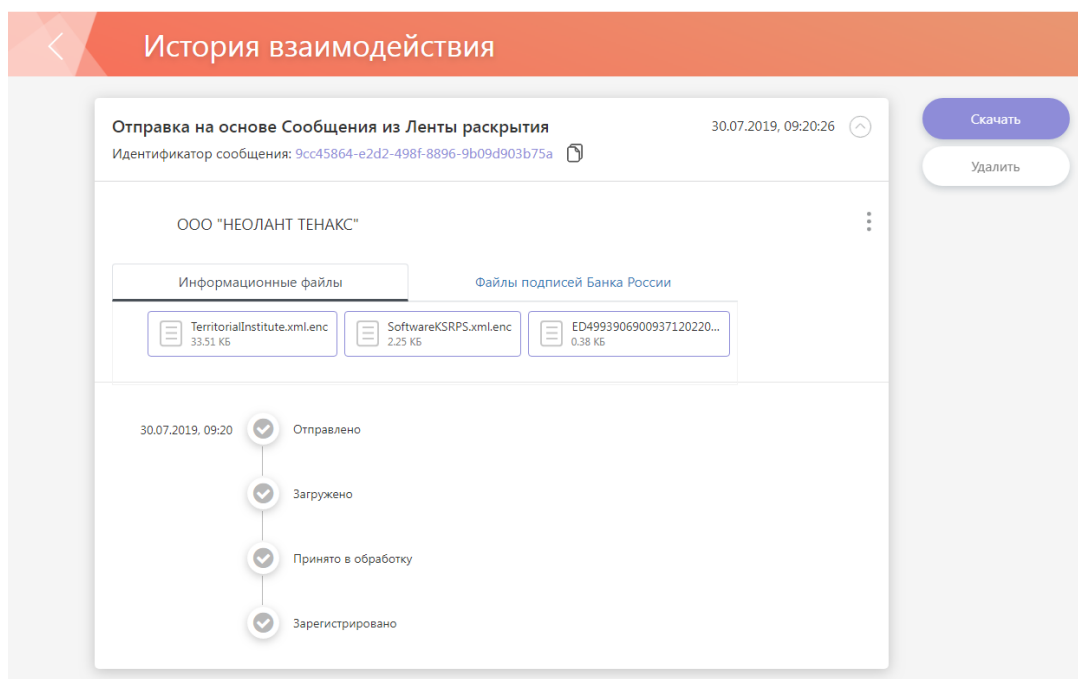 История взаимодействия
Отправка на основе Сообщения из Ленты раскрытия
30.07.2019, 09:20:26
Идентификатор сообщения: 9cc45864-e2d2-498f-8896-9b09d903b75a
Скачать
Удалить
ООО "НЕОЛАНТ ТЕНАКС"
Информационные файлы
Файлы подписей Банка России
TerritorialInstitute.xml.enc
33.51 КБ
SoftwareKSRPS.xml.enc
2.25 КБ
ED4993906900937120220...
0.38 КБ
30.07.2019, 09:20
Отправлено
Загружено
Принято в обработку
Зарегистрировано